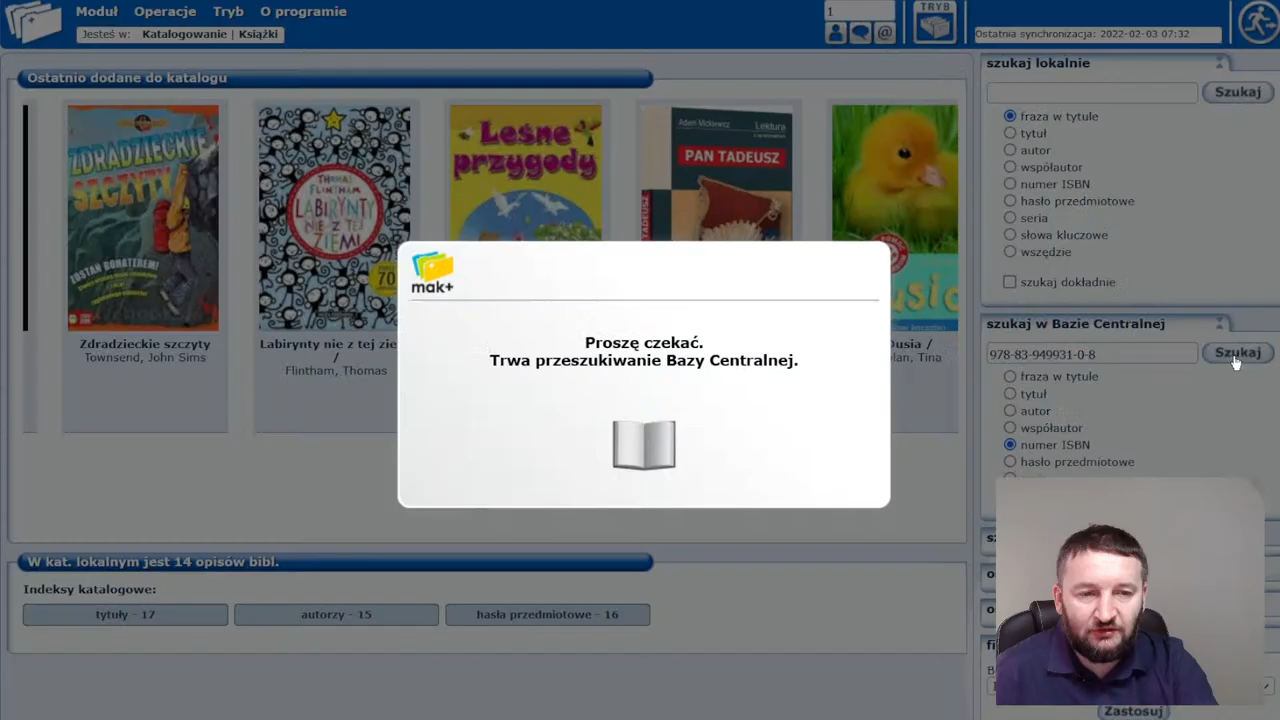 Moduł Operacje Tryb O programie
Jesteś w: Katalogowanie | Książki
1
@
TRYB
Ostatnia synchronizacja: 2022-02-03 07:32
Ostatnio dodane do katalogu
ZDRADZIECKIE
SZCZYTY
ZOSTAŃ BOHATEREM!
Zdradzieckie szczyty
Townsend, John Sims
THOMAS
FLINTHAM
LABIRYNTY
NIE Z TEJ
ZIEMI
70
Labirynty nie z tej zie
/
Flintham, Thomas
Leśne
przygody
Adam Mickiewicz
Lektura
PAN TADEUSZ
TADEUSZ
usic
Dusia /
lan, Tina
mak+
Proszę czekać.
Trwa przeszukiwanie Bazy Centralnej.
W kat. lokalnym jest 14 opisów bibl.
Indeksy katalogowe:
tytuły - 17
autorzy - 15
hasła przedmiotowe - 16
szukaj lokalnie
Szukaj
fraza w tytule
tytuł
autor
współautor
numer ISBN
hasło przedmiotowe
seria
słowa kluczowe
wszędzie
szukaj dokładnie
szukaj w Bazie Centralnej
978-83-949931-0-8
Szukaj
fraza w tytule
tytuł
autor
współautor
numer ISBN
hasło przedmiotowe
Zastosuj